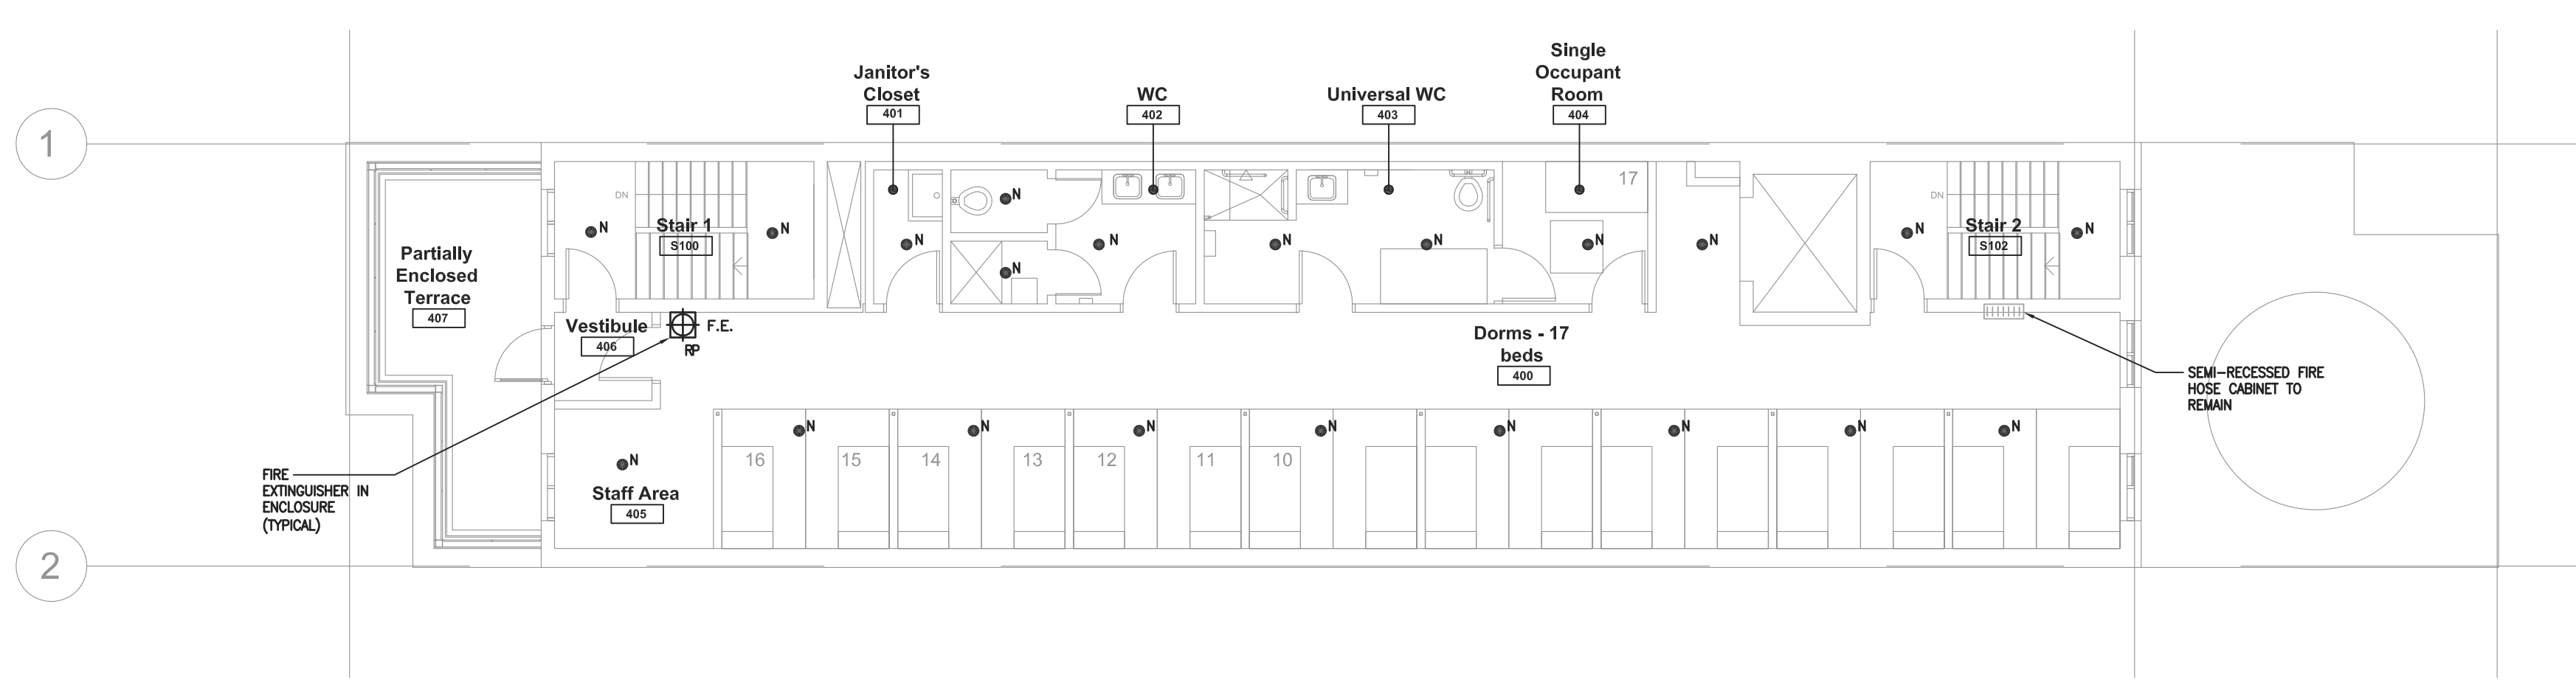 Single
Occupant
Room
404
Janitor's
Closet
401
WC
402
Universal WC
403
1
17
DN
DN
N
N
N
N
N
N
N
N
N
N
N
N
Stair 1
S100
Stair 2
S102
Partially
Enclosed
Terrace
407
Vestibule
406
F.E.
RP
Dorms - 17
beds
400
SEMI-RECESSED FIRE
HOSE CABINET TO
REMAIN
N
N
N
N
N
N
N
N
N
16
15
14
13
12
11
10
FIRE
EXTINGUISHER IN
ENCLOSURE
(TYPICAL)
Staff Area
405
2